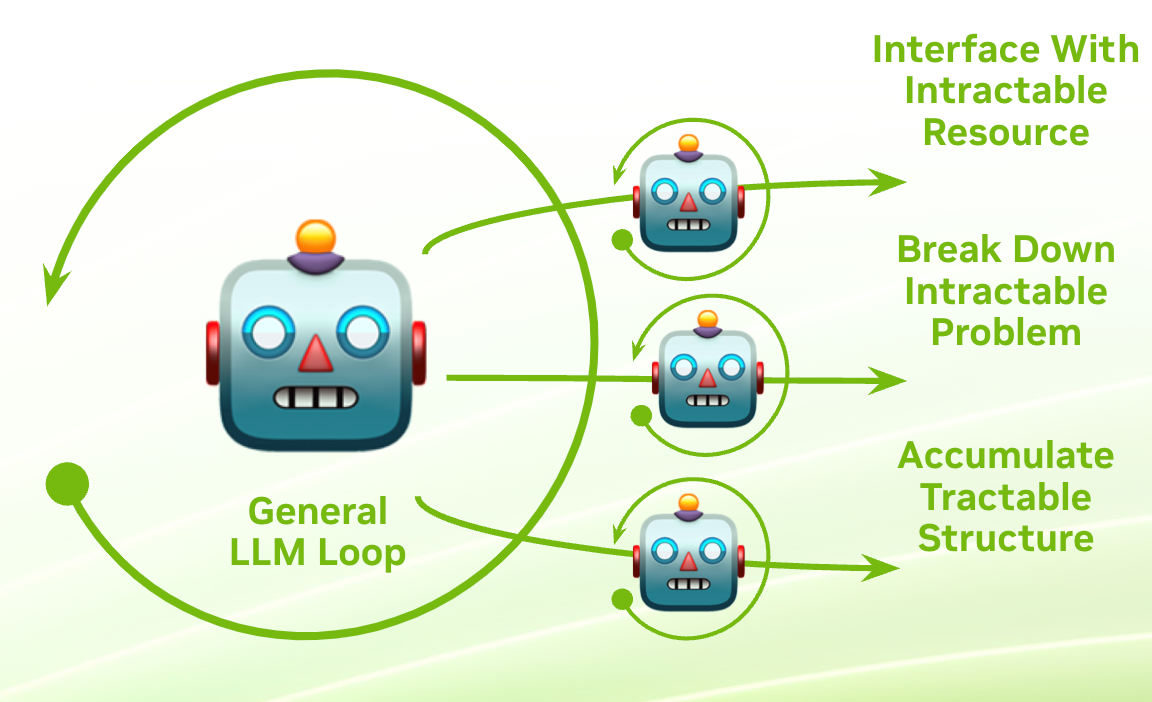 Interface With
Intractable
Resource
Break Down
Intractable
Problem
Accumulate
Tractable
Structure
General
LLM Loop